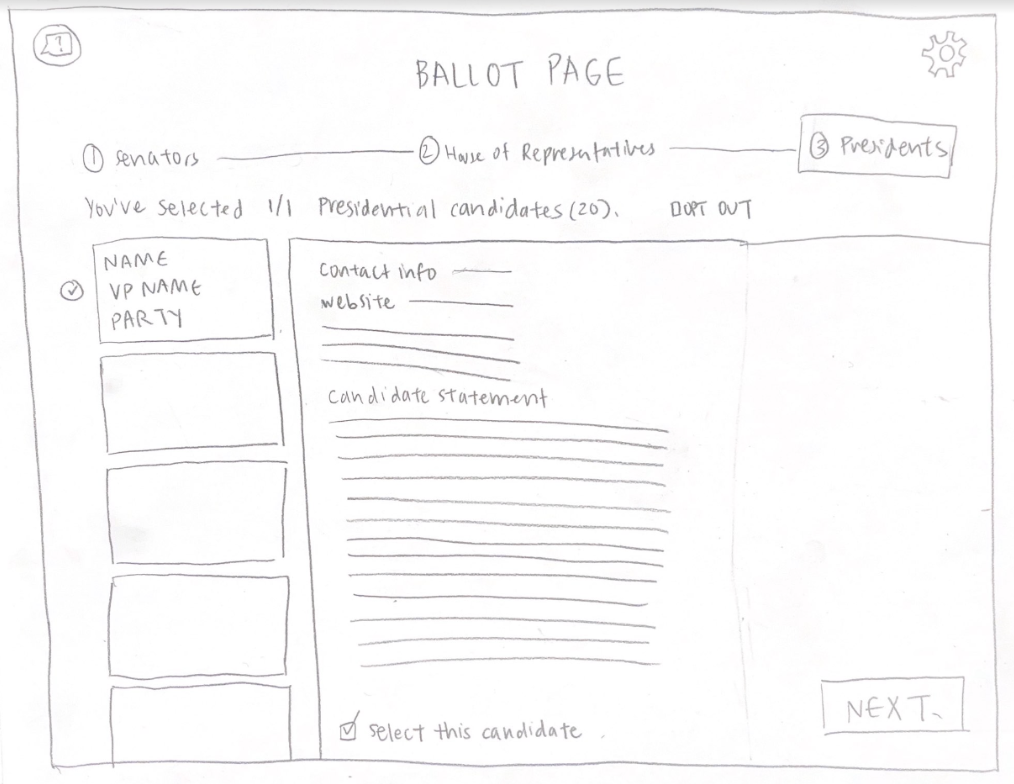 ?
BALLOT PAGE
1 Senators 2 House of Representatives 3 Presidents
You've selected 1/1 Presidential candidates (20). OPT OUT
NAME
VP NAME
PARTY
contact info
website
candidate statement
select this candidate
NEXT